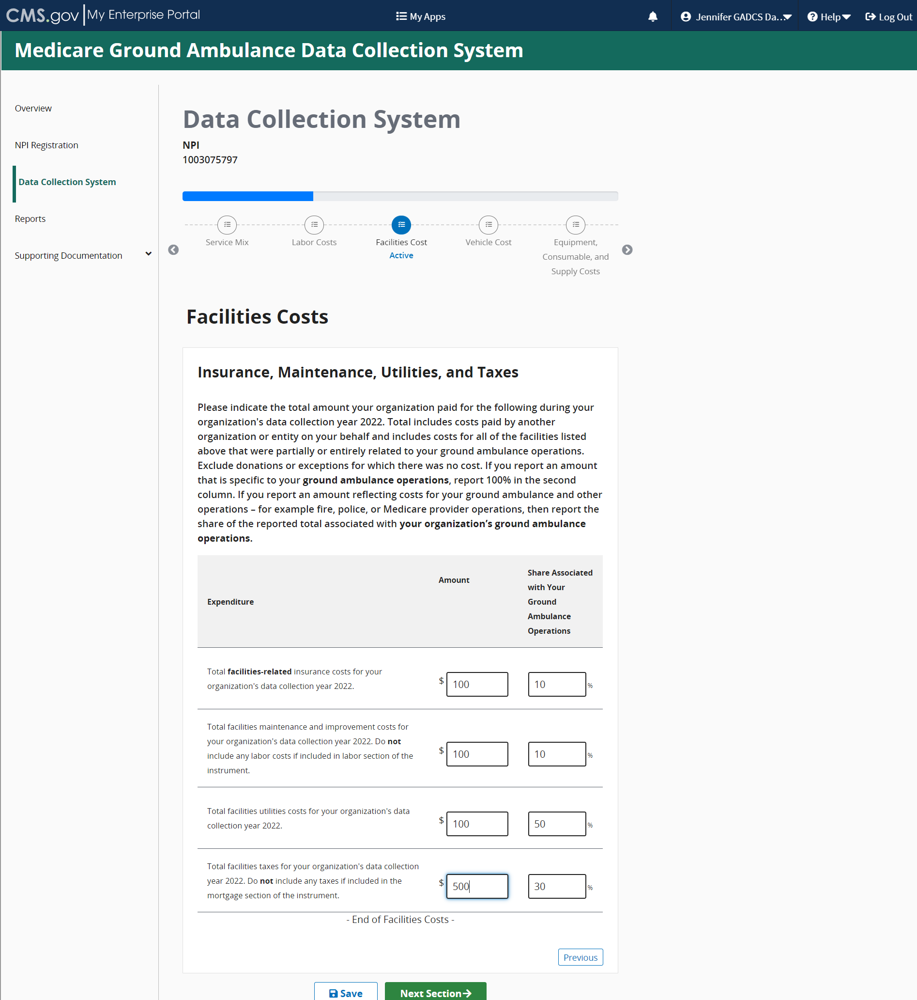 CMS.gov My Enterprise Portal
My Apps
Jennifer GADCS Da...
Help
Log Out
Medicare Ground Ambulance Data Collection System
Overview
NPI Registration
Data Collection System
Reports
Supporting Documentation
Data Collection System
NPI
1003075797
Service Mix
Labor Costs
Facilities Cost
Active
Vehicle Cost
Equipment,
Consumable, and
Supply Costs
Facilities Costs
Insurance, Maintenance, Utilities, and Taxes
Please indicate the total amount your organization paid for the following during your
organization's data collection year 2022. Total includes costs paid by another
organization or entity on your behalf and includes costs for all of the facilities listed
above that were partially or entirely related to your ground ambulance operations.
Exclude donations or exceptions for which there was no cost. If you report an amount
that is specific to your ground ambulance operations, report 100% in the second
column. If you report an amount reflecting costs for your ground ambulance and other
operations – for example fire, police, or Medicare provider operations, then report the
share of the reported total associated with your organization’s ground ambulance
operations.
Expenditure
Amount
Share Associated
with Your
Ground
Ambulance
Operations
Total facilities-related insurance costs for your
organization's data collection year 2022.
$ 100
10 %
Total facilities maintenance and improvement costs for
your organization's data collection year 2022. Do not
include any labor costs if included in labor section of the
instrument.
$ 100
10 %
Total facilities utilities costs for your organization's data
collection year 2022.
$ 100
50 %
Total facilities taxes for your organization's data collection
year 2022. Do not include any taxes if included in the
mortgage section of the instrument.
$ 500
30 %
- End of Facilities Costs -
Previous
Save
Next Section